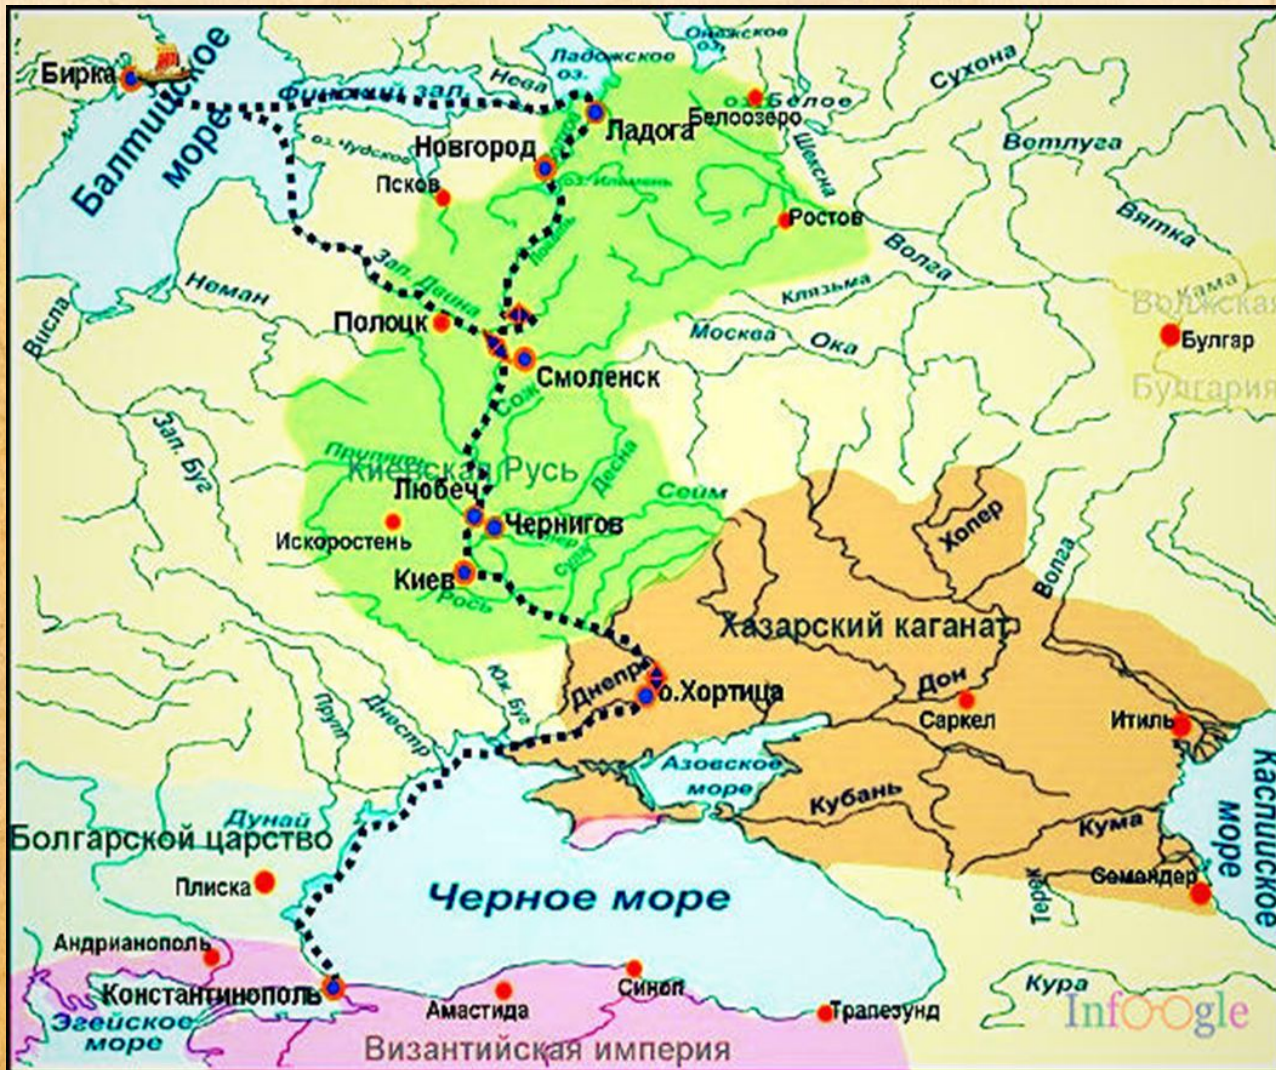 Онежское
оз.
Ладожское
оз.
Бирка
Балтийское
море
Финский зал.
Нева
Сухона
оз. Белое
Белоозеро
Ладога
Новгород
оз. Чудское
Псков
оз. Ильмень
Шексна
Вотлуга
Вятка
Ростов
Ловать
Волга
Зап. Двина
Неман
Клязьма
Кама
Волжская
Булгария
Булгар
Висла
Полоцк
Москва
Ока
Смоленск
Сож
Зап. Буг
Припять
Киевская Русь
Десна
Сейм
Любеч
Чернигов
Искоростень
Киев
Рось
Хопер
Волга
Хазарский каганат
Днепр
о.Хортица
Дон
Саркел
Итиль
Юж. Буг
Днестр
Прут
Азовское
море
Кубань
Кума
Каспийское
море
Дунай
Болгарской царство
Плиска
Черное море
Терек
Семандер
Андрианополь
Константинополь
Эгейское
море
Амастида
Синоп
Трапезунд
Кура
Византийская империя
InfOOgle